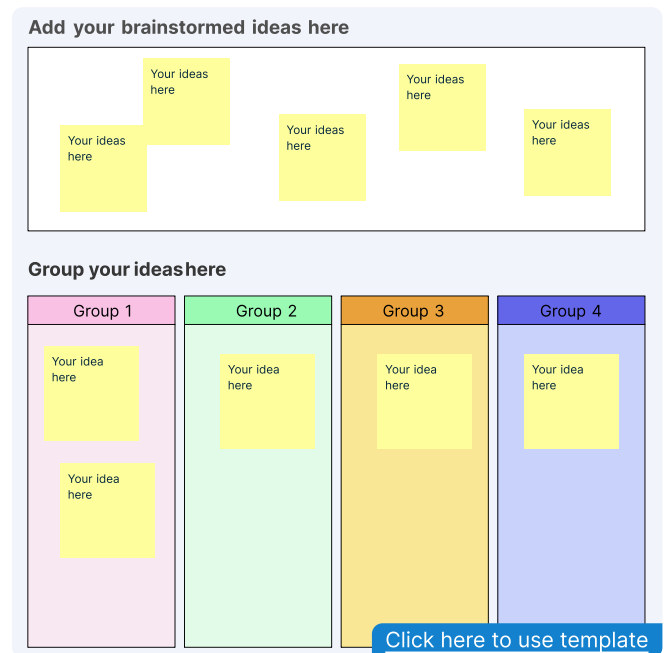 Add your brainstormed ideas here
Your ideas
here
Your ideas
here
Your ideas
here
Your ideas
here
Your ideas
here
Group your ideas here
Group 1
Group 2
Group 3
Group 4
Your idea
here
Your idea
here
Your idea
here
Your idea
here
Your idea
here
Click here to use template